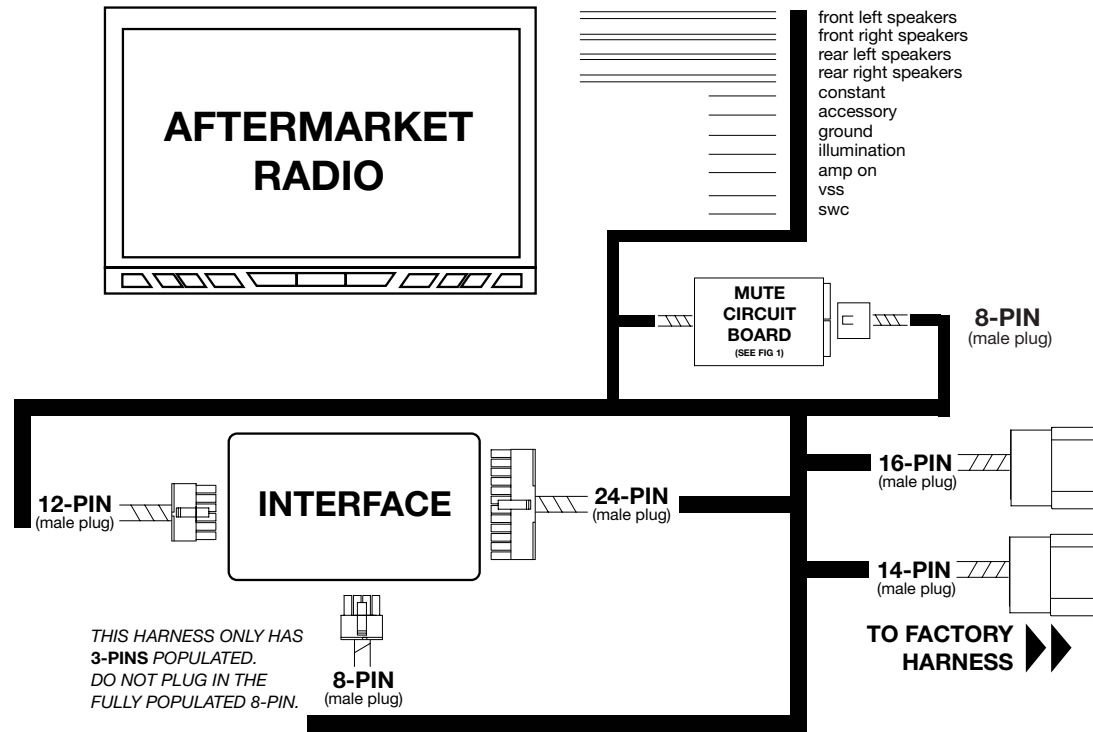 AFTERMARKET
RADIO
front left speakers
front right speakers
rear left speakers
rear right speakers
constant
accessory
ground
illumination
amp on
vss
swc
MUTE
CIRCUIT
BOARD
(SEE FIG 1)
8-PIN
(male plug)
12-PIN
(male plug)
INTERFACE
24-PIN
(male plug)
16-PIN
(male plug)
14-PIN
(male plug)
TO FACTORY
HARNESS
THIS HARNESS ONLY HAS
3-PINS POPULATED.
DO NOT PLUG IN THE
FULLY POPULATED 8-PIN.
8-PIN
(male plug)